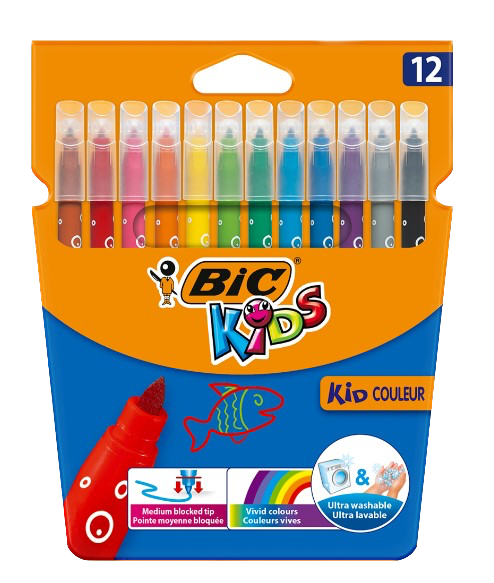 12
BiC®
KiDS
KiD COULEUR
Medium blocked tip
Pointe moyenne bloquée
Vivid colours
Couleurs vives
&
Ultra washable
Ultra lavable